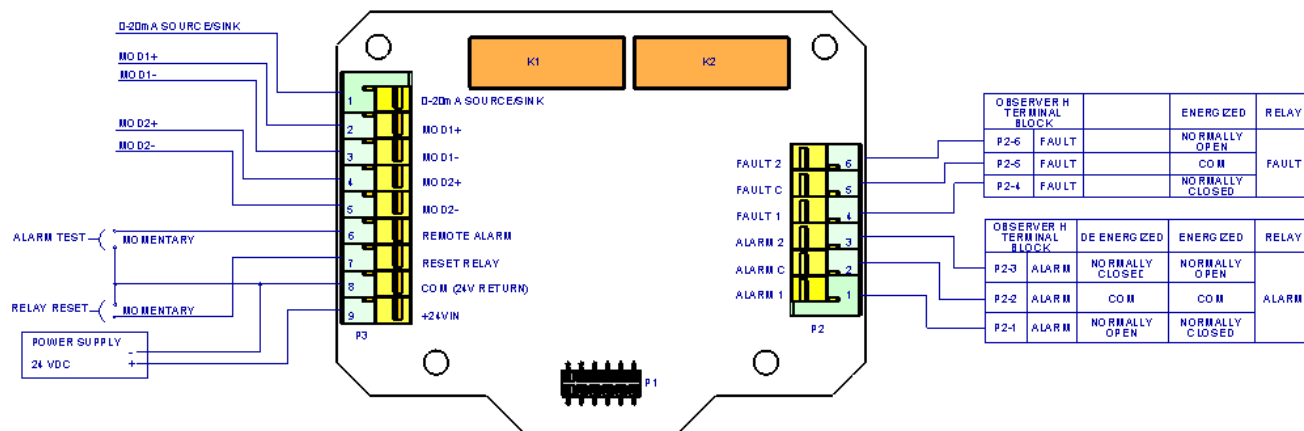 0-20mA SOURCE/SINK
MOD1+
MOD1-
MOD2+
MOD2-
ALARM TEST
MOMENTARY
RELAY RESET
MOMENTARY
POWER SUPPLY
24 VDC
-
+
K1
K2
1
2
3
4
5
6
7
8
9
P3
0-20mA SOURCE/SINK
MOD1+
MOD1-
MOD2+
MOD2-
REMOTE ALARM
RESET RELAY
COM (24V RETURN)
+24VIN
P1
FAULT 2
FAULT C
FAULT 1
ALARM 2
ALARM C
ALARM 1
6
5
4
3
2
1
P2
OBSERVER H TERMINAL BLOCK ENERGIZED RELAY
P2-6 FAULT NORMALLY OPEN
P2-5 FAULT COM FAULT
P2-4 FAULT NORMALLY CLOSED
OBSERVER H TERMINAL BLOCK DE ENERGIZED ENERGIZED RELAY
P2-3 ALARM NORMALLY CLOSED NORMALLY OPEN
P2-2 ALARM COM COM ALARM
P2-1 ALARM NORMALLY OPEN NORMALLY CLOSED